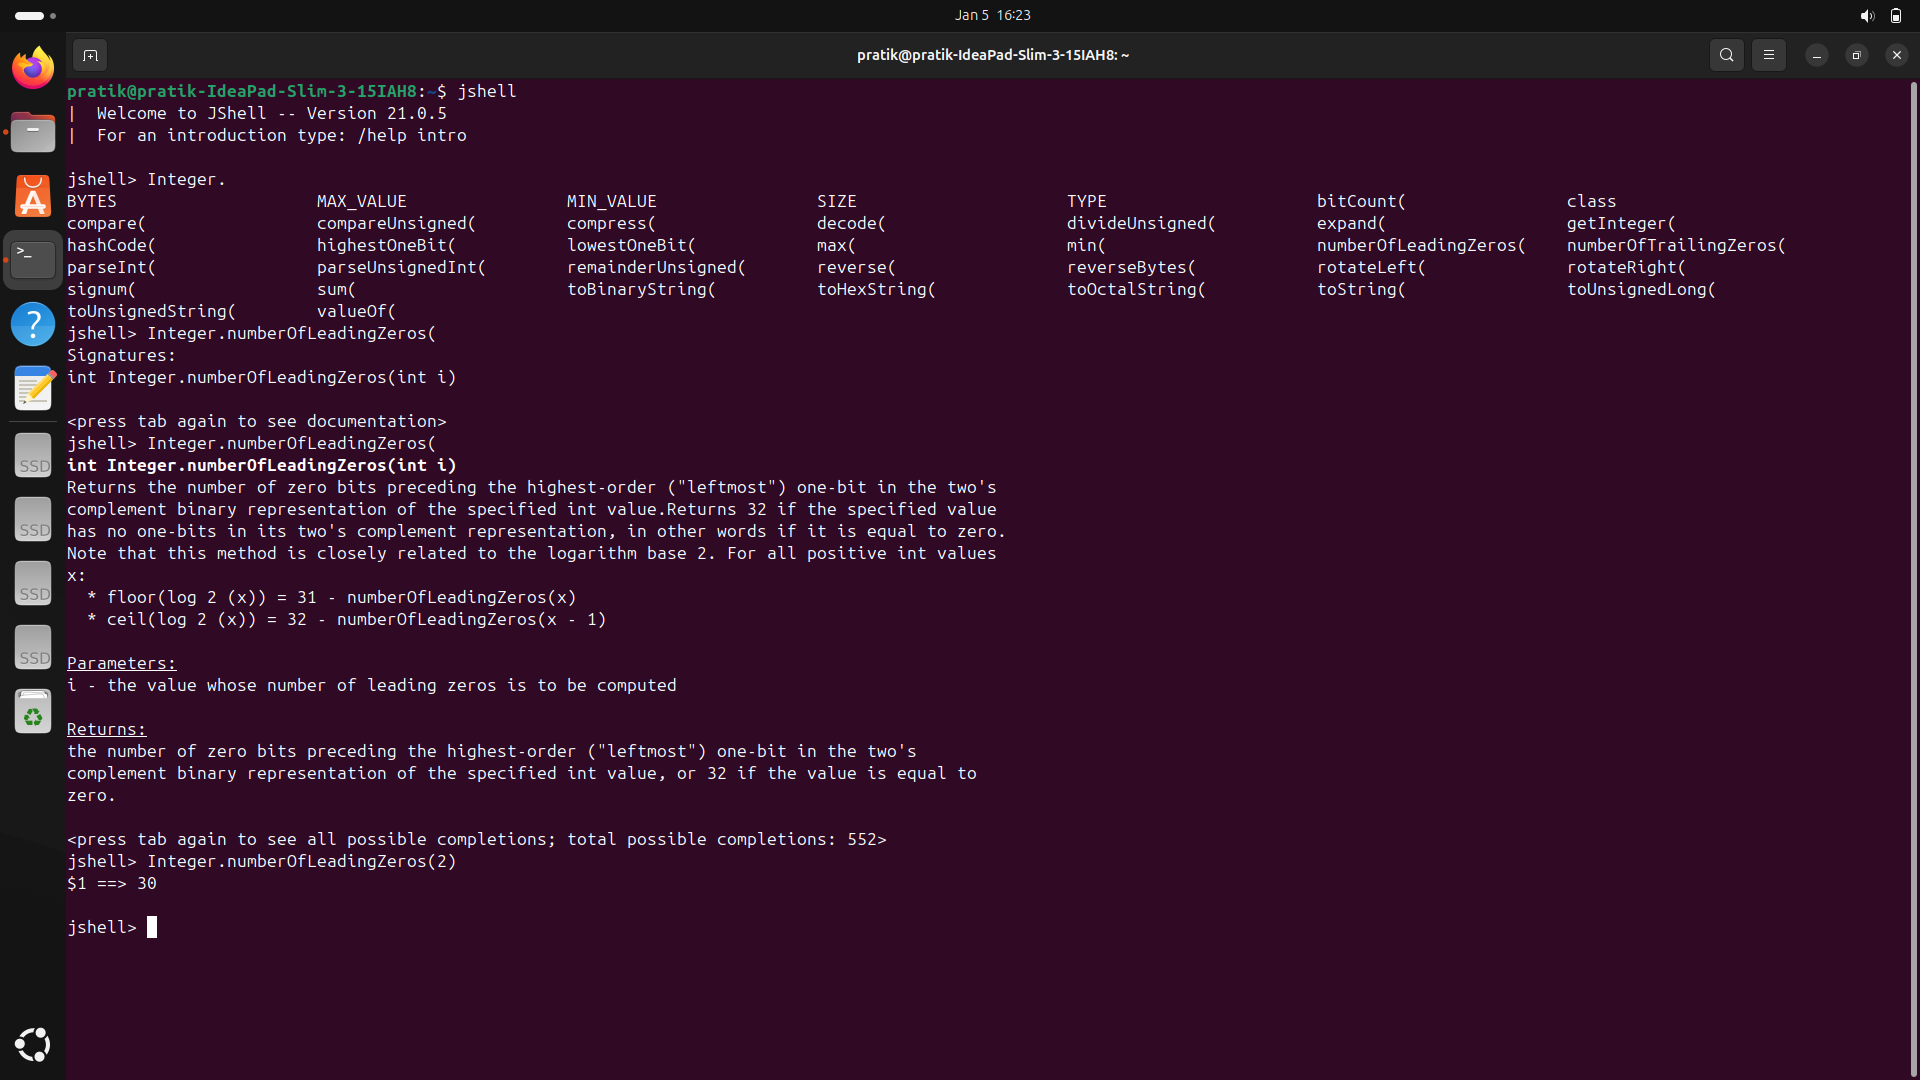 Jan 5 16:23
pratik@pratik-IdeaPad-Slim-3-15IAH8: ~
pratik@pratik-IdeaPad-Slim-3-15IAH8:~$ jshell
|  Welcome to JShell -- Version 21.0.5
|  For an introduction type: /help intro
jshell> Integer.
BYTES MAX_VALUE MIN_VALUE SIZE TYPE bitCount( class
compare( compareUnsigned( compress( decode( divideUnsigned( expand( getInteger(
hashCode( highestOneBit( lowestOneBit( max( min( numberOfLeadingZeros( numberOfTrailingZeros(
parseInt( parseUnsignedInt( remainderUnsigned( reverse( reverseBytes( rotateLeft( rotateRight(
signum( sum( toBinaryString( toHexString( toOctalString( toString( toUnsignedLong(
toUnsignedString( valueOf(
jshell> Integer.numberOfLeadingZeros(
Signatures:
int Integer.numberOfLeadingZeros(int i)
<press tab again to see documentation>
jshell> Integer.numberOfLeadingZeros(
int Integer.numberOfLeadingZeros(int i)
Returns the number of zero bits preceding the highest-order ("leftmost") one-bit in the two's
complement binary representation of the specified int value.Returns 32 if the specified value
has no one-bits in its two's complement representation, in other words if it is equal to zero.
Note that this method is closely related to the logarithm base 2. For all positive int values
x:
* floor(log 2 (x)) = 31 - numberOfLeadingZeros(x)
* ceil(log 2 (x)) = 32 - numberOfLeadingZeros(x - 1)
Parameters:
i - the value whose number of leading zeros is to be computed
Returns:
the number of zero bits preceding the highest-order ("leftmost") one-bit in the two's
complement binary representation of the specified int value, or 32 if the value is equal to
zero.
<press tab again to see all possible completions; total possible completions: 552>
jshell> Integer.numberOfLeadingZeros(2)
$1 ==> 30
jshell>
>_
?
SSD
SSD
SSD
SSD